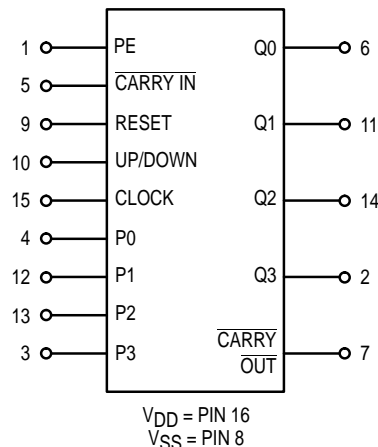 1 PE Q0 6
5 CARRY IN
9 RESET Q1 11
10 UP/DOWN
15 CLOCK Q2 14
4 P0
12 P1 Q3 2
13 P2
3 P3 CARRY OUT 7
VDD = PIN 16
VSS = PIN 8